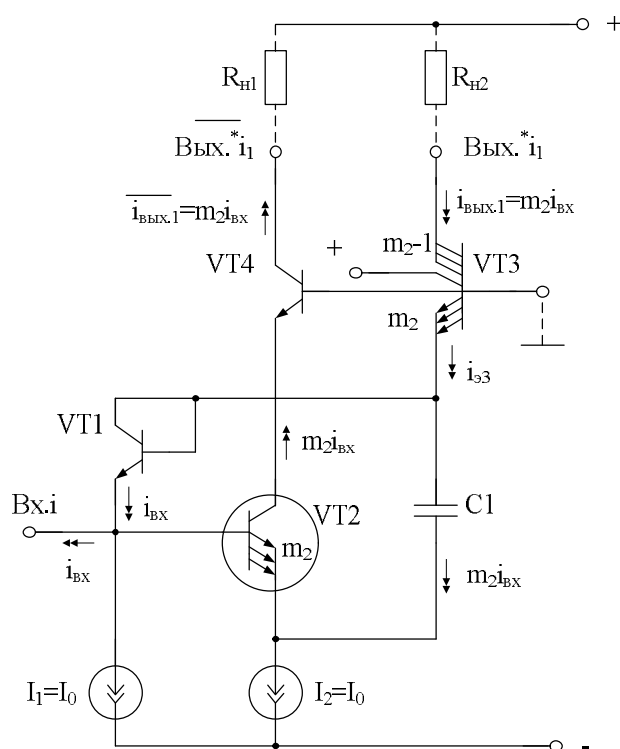 +
Rн1
Rн2
Вых.*i̅1
Вых.*i1
iвых.1=m2iвх
iвых.1=m2iвх
m2-1
+
VT4
VT3
m2
iэ3
VT1
m2iвх
Вх.i
iвх
VT2
C1
m2
iвх
m2iвх
I1=I0
I2=I0
-